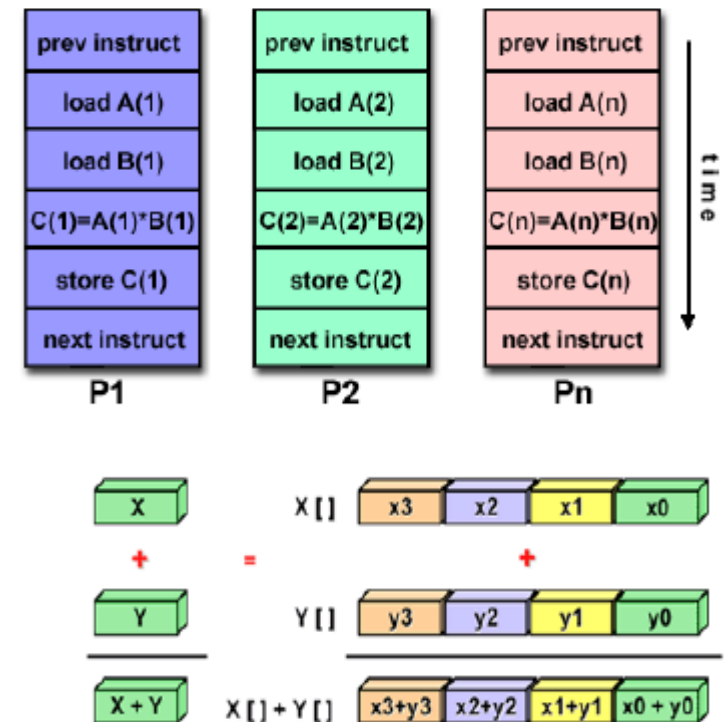 prev instruct prev instruct prev instruct
load A(1) load A(2) load A(n)
load B(1) load B(2) load B(n)
C(1)=A(1)*B(1) C(2)=A(2)*B(2) C(n)=A(n)*B(n)
store C(1) store C(2) store C(n)
next instruct next instruct next instruct
P1 P2 Pn
time
X X [ ] x3 x2 x1 x0
+ = +
Y Y [ ] y3 y2 y1 y0
X + Y X [ ] + Y [ ] x3+y3 x2+y2 x1+y1 x0 + y0